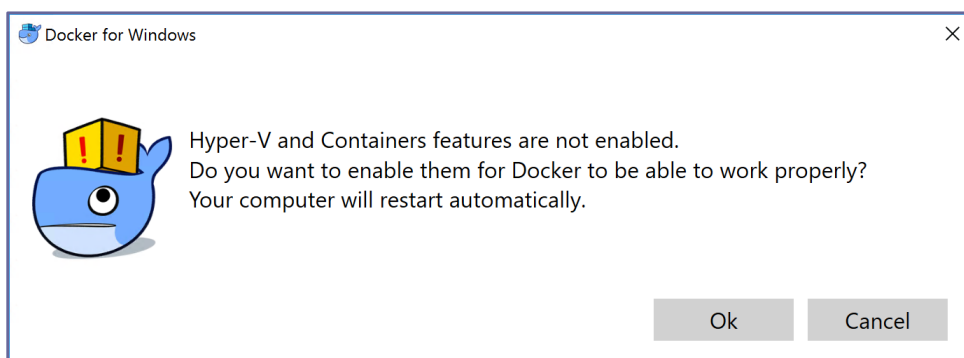 Docker for Windows
Hyper-V and Containers features are not enabled.
Do you want to enable them for Docker to be able to work properly?
Your computer will restart automatically.
Ok
Cancel